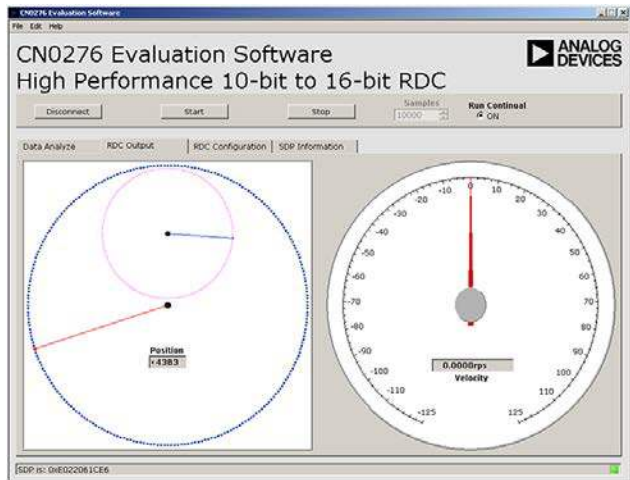 CN0276 Evaluation Software
File Edit Help
CN0276 Evaluation Software
High Performance 10-bit to 16-bit RDC
ANALOG
DEVICES
Disconnect
Start
Stop
Samples
10000
Run Continual
ON
Data Analyze
RDC Output
RDC Configuration
SDP Information
Position
-4383
-125
-110
-100
-90
-80
-70
-60
-50
-40
-30
-20
-10
0
10
20
30
40
50
60
70
80
90
100
110
125
0.0000rps
Velocity
SDP is: 0xE022061CE6